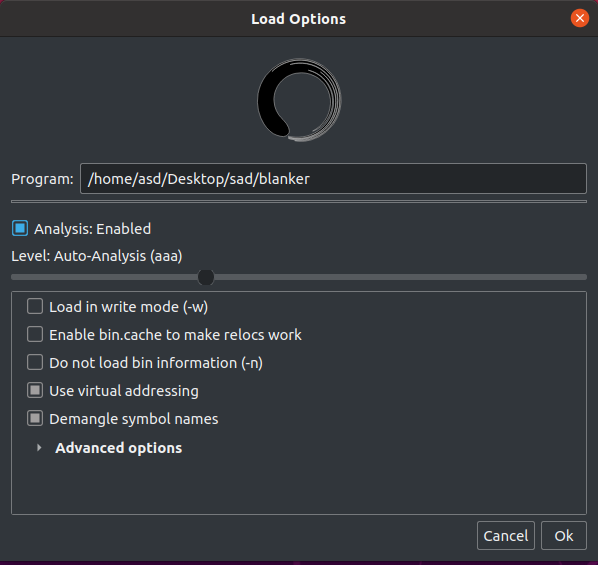 Load Options
Program: /home/asd/Desktop/sad/blanker
Analysis: Enabled
Level: Auto-Analysis (aaa)
Load in write mode (-w)
Enable bin.cache to make relocs work
Do not load bin information (-n)
Use virtual addressing
Demangle symbol names
Advanced options
Cancel Ok